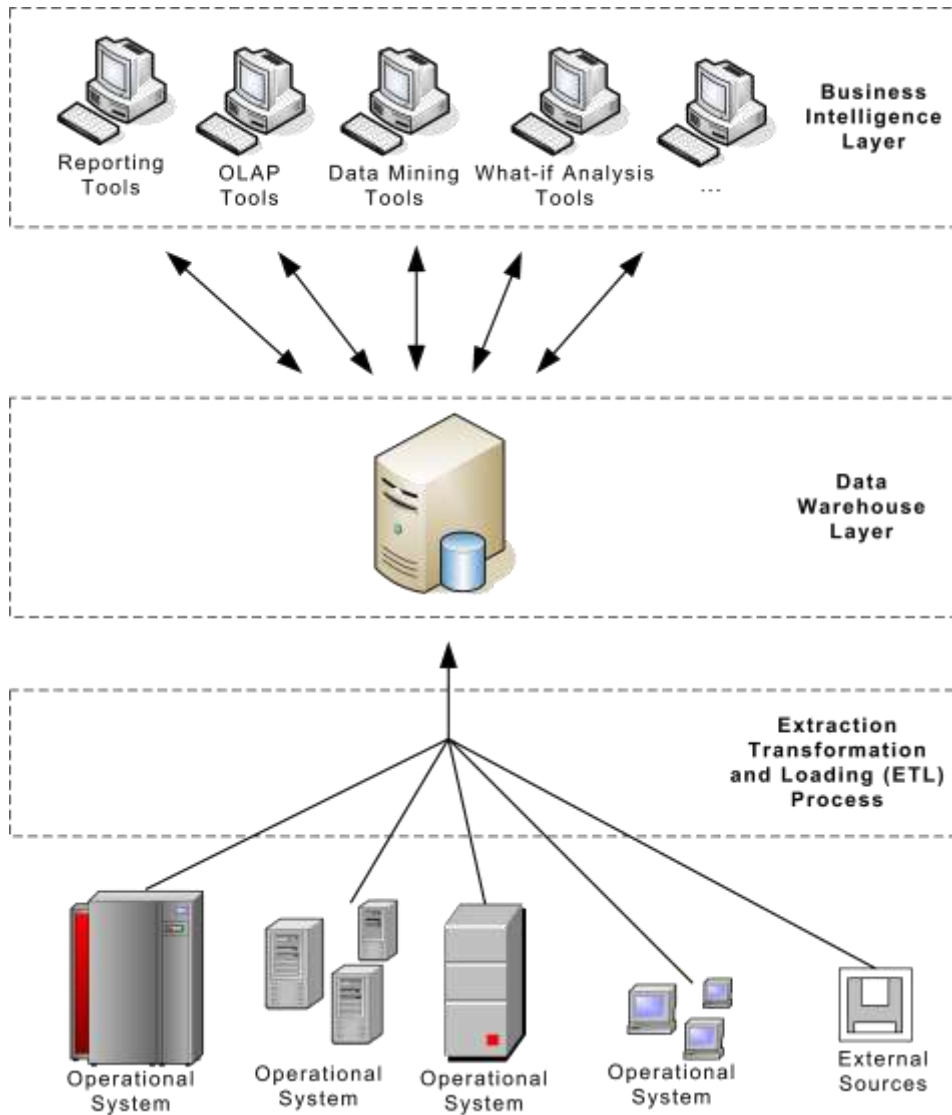 Reporting
Tools
OLAP
Tools
Data Mining
Tools
What-if Analysis
Tools
...
Business
Intelligence
Layer
Data
Warehouse
Layer
Extraction
Transformation
and Loading (ETL)
Process
Operational
System
Operational
System
Operational
System
Operational
System
External
Sources